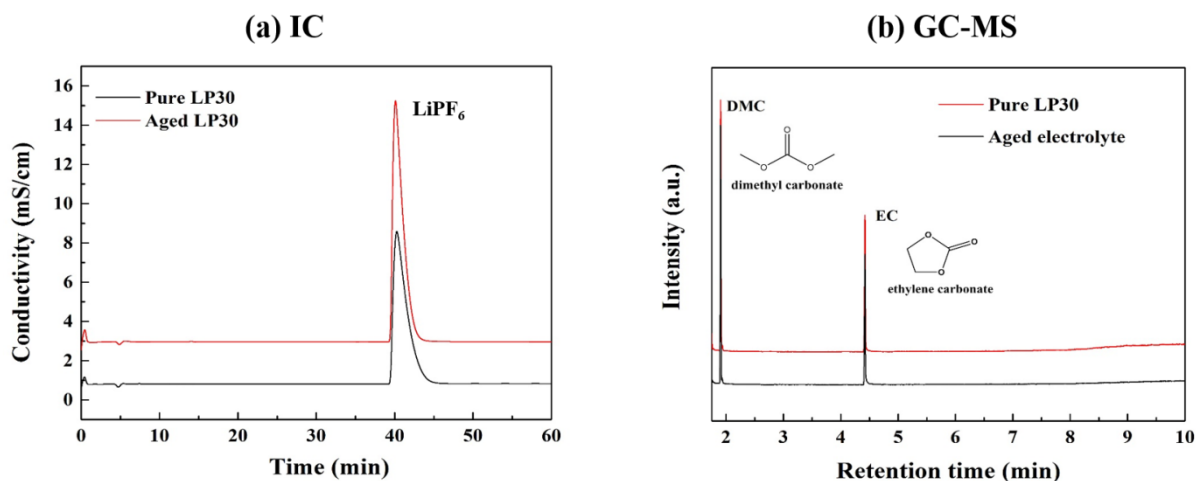 (a) IC
16
14
12
10
8
6
4
2
0
Conductivity (mS/cm)
Pure LP30
Aged LP30
LiPF6
0 10 20 30 40 50 60
Time (min)
(b) GC-MS
Intensity (a.u.)
DMC
O
O O
dimethyl carbonate
Pure LP30
Aged electrolyte
EC
O
O
O
ethylene carbonate
2 3 4 5 6 7 8 9 10
Retention time (min)